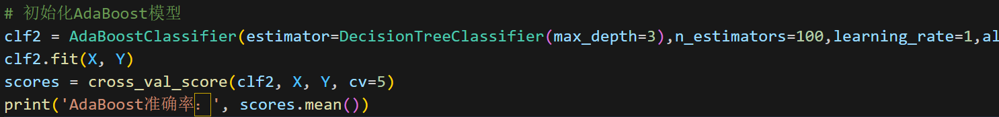 # 初始化AdaBoost模型
clf2 = AdaBoostClassifier(estimator=DecisionTreeClassifier(max_depth=3),n_estimators=100,learning_rate=1,al
clf2.fit(X, Y)
scores = cross_val_score(clf2, X, Y, cv=5)
print('AdaBoost准确率：', scores.mean())